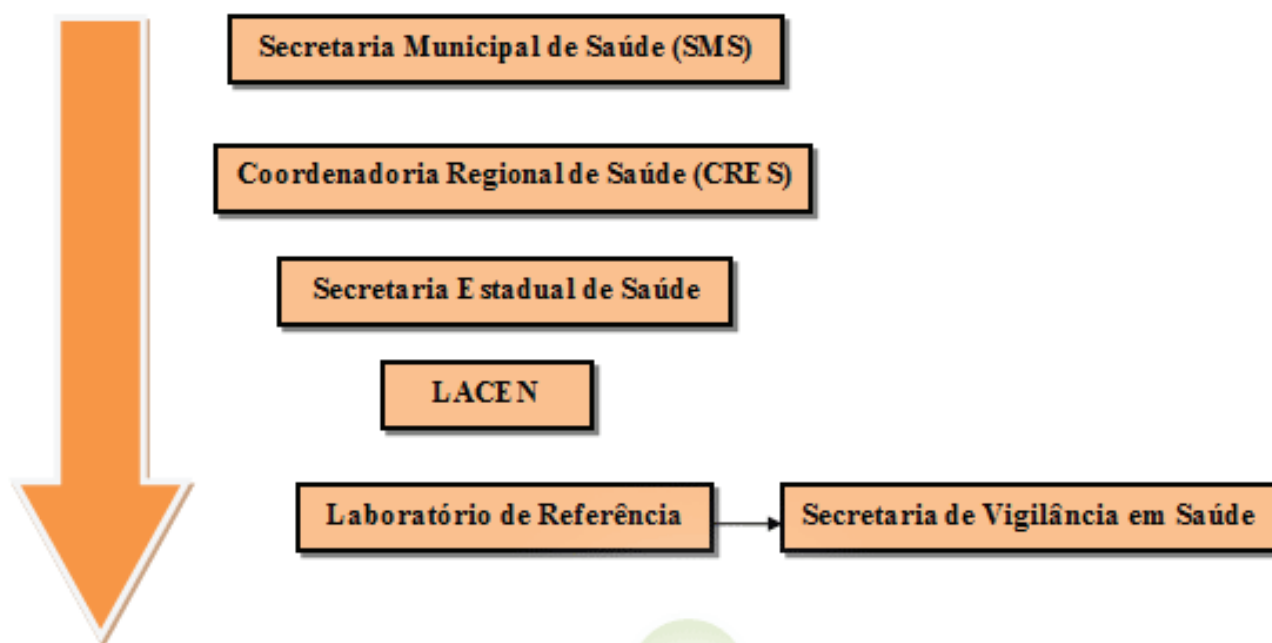 Secretaria Municipal de Saúde (SMS)
Coordenadoria Regional de Saúde (CRES)
Secretaria Estadual de Saúde
LACEN
Laboratório de Referência
Secretaria de Vigilância em Saúde